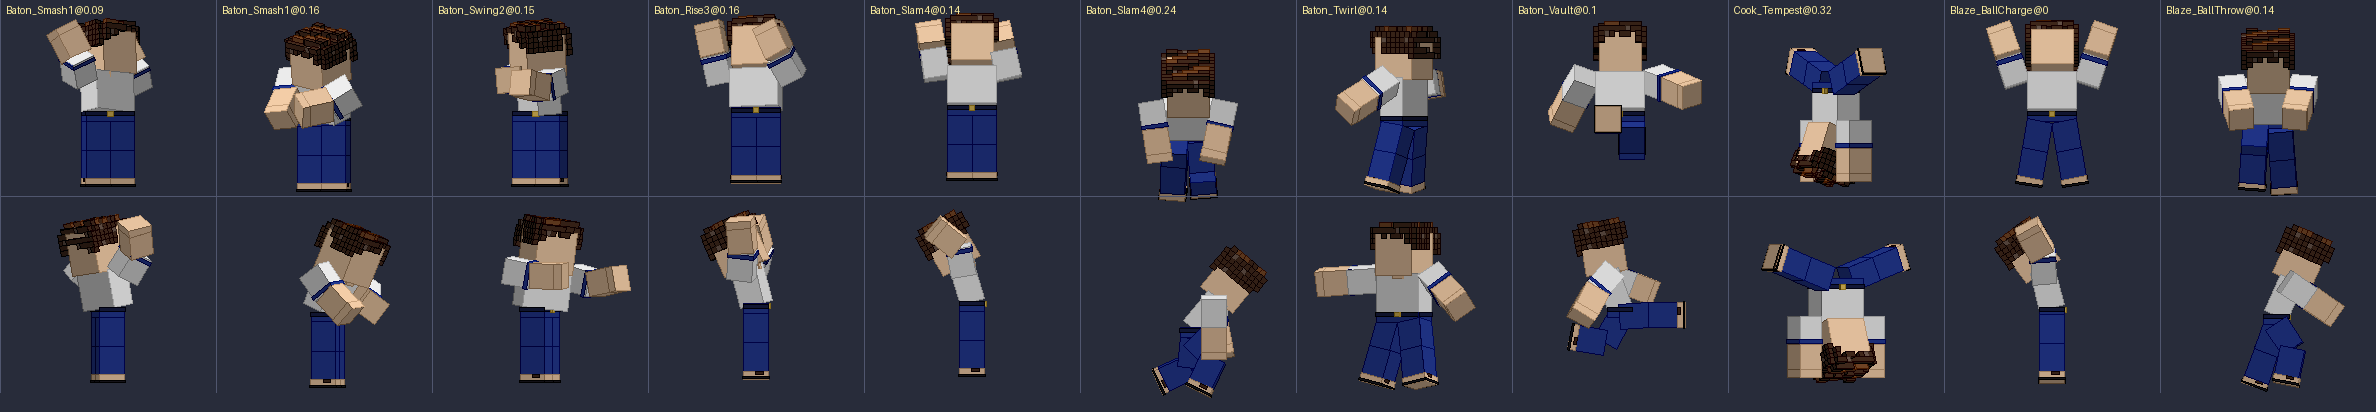 Baton_Smash1@0.09
Baton_Smash1@0.16
Baton_Swing2@0.15
Baton_Rise3@0.16
Baton_Slam4@0.14
Baton_Slam4@0.24
Baton_Twirl@0.14
Baton_Vault@0.1
Cook_Tempest@0.32
Blaze_BallCharge@0
Blaze_BallThrow@0.14